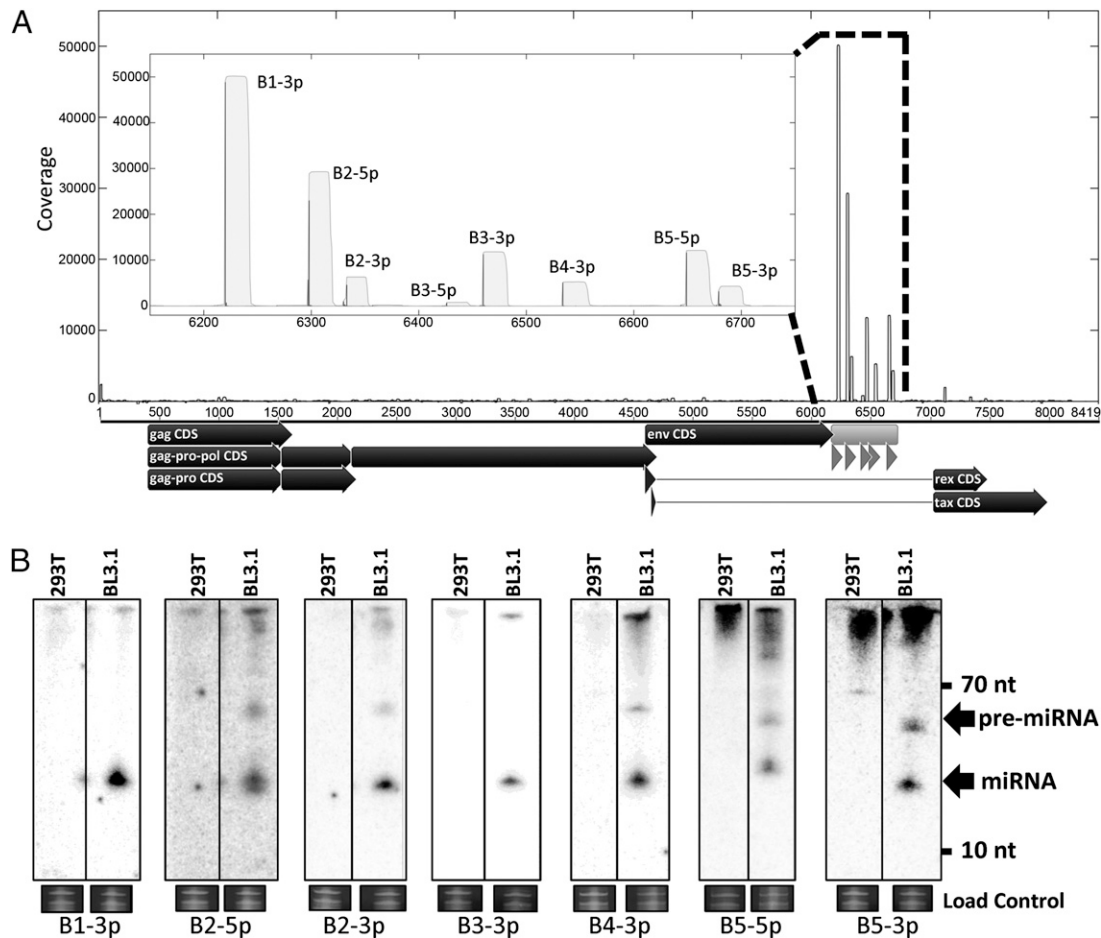 A
Coverage
50000
40000
30000
20000
10000
0
50000
40000
30000
20000
10000
0
B1-3p
B2-5p
B2-3p
B3-5p
B3-3p
B4-3p
B5-5p
B5-3p
6200 6300 6400 6500 6600 6700
1 500 1000 1500 2000 2500 3000 3500 4000 4500 5000 5500 6000 6500 7000 7500 8000 8419
gag CDS env CDS
gag-pro-pol CDS
gag-pro CDS rex CDS
tax CDS
B
293T BL3.1 293T BL3.1 293T BL3.1 293T BL3.1 293T BL3.1 293T BL3.1 293T BL3.1
70 nt
pre-miRNA
miRNA
10 nt
Load Control
B1-3p B2-5p B2-3p B3-3p B4-3p B5-5p B5-3p